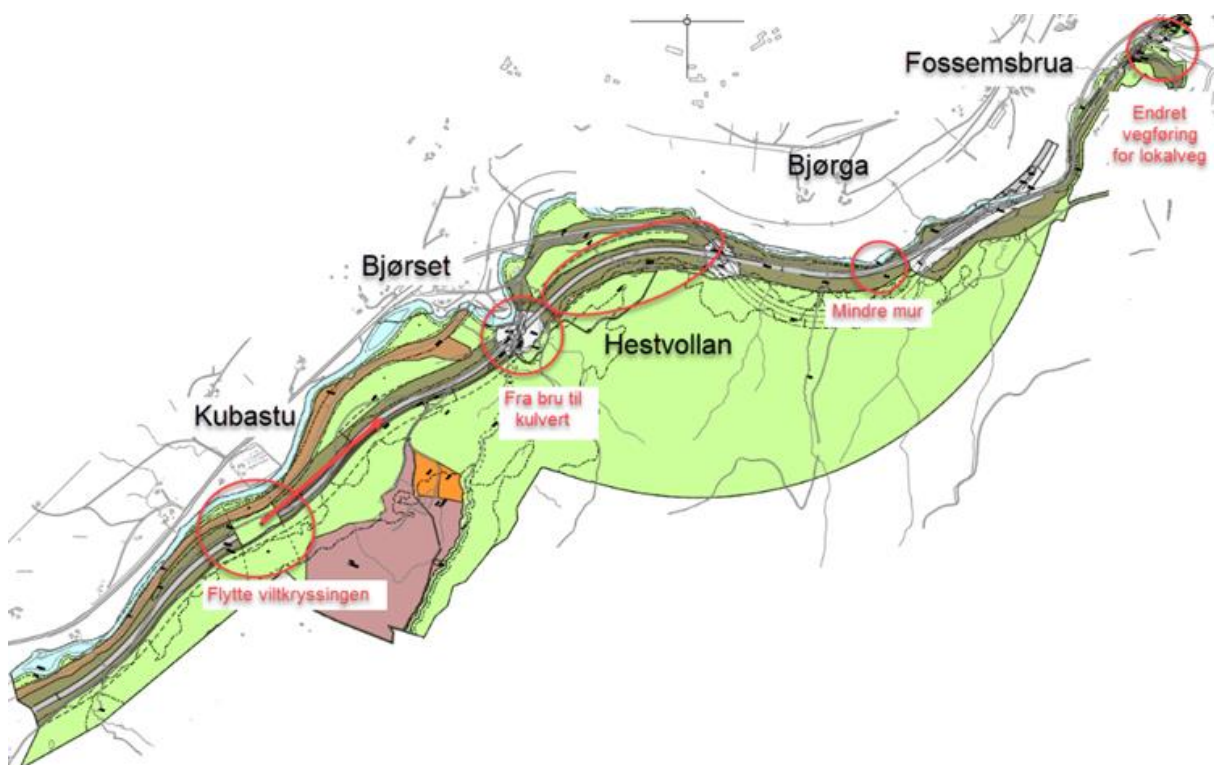 Fossemsbrua
Endret
vegføring
for lokalveg
Bjørga
Bjørset
Mindre mur
Hestvollan
Fra bru til
kulvert
Kubastu
Flytte viltkryssingen